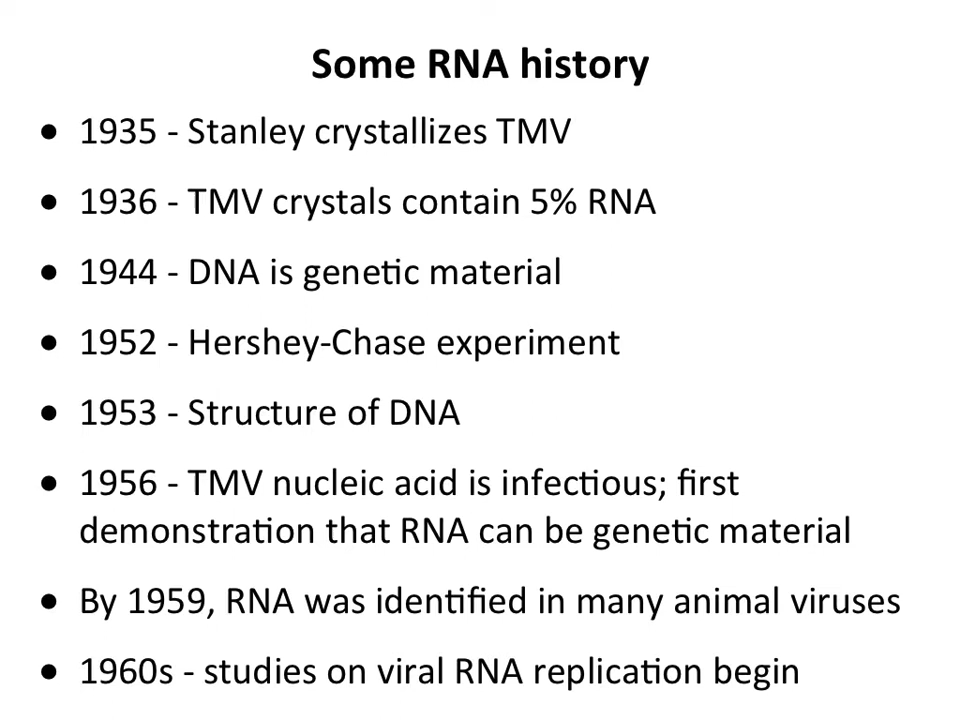 Some RNA history
• 1935 - Stanley crystallizes TMV
• 1936 - TMV crystals contain 5% RNA
• 1944 - DNA is genetic material
• 1952 - Hershey-Chase experiment
• 1953 - Structure of DNA
• 1956 - TMV nucleic acid is infectious; first
demonstration that RNA can be genetic material
• By 1959, RNA was identified in many animal viruses
• 1960s - studies on viral RNA replication begin